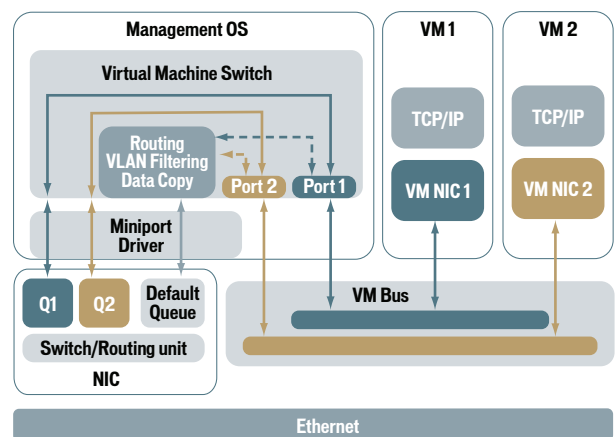 Management OS
VM 1
VM 2
Virtual Machine Switch
TCP/IP
TCP/IP
Routing
VLAN Filtering
Data Copy
Port 2
Port 1
VM NIC 1
VM NIC 2
Miniport
Driver
Q1
Q2
Default
Queue
VM Bus
Switch/Routing unit
NIC
Ethernet